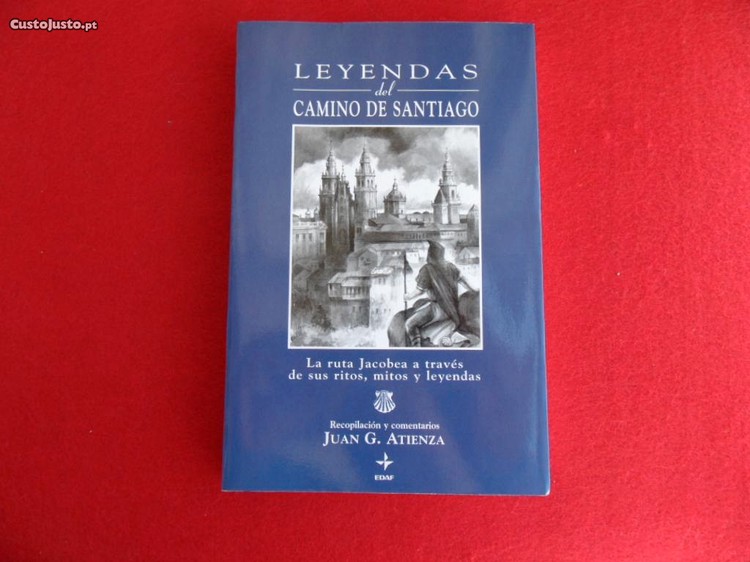 CustoJusto.pt
LEYENDAS
del
CAMINO DE SANTIAGO
La ruta Jacobea a través
de sus ritos, mitos y leyendas
Recopilación y comentarios
JUAN G. ATIENZA
EDAF